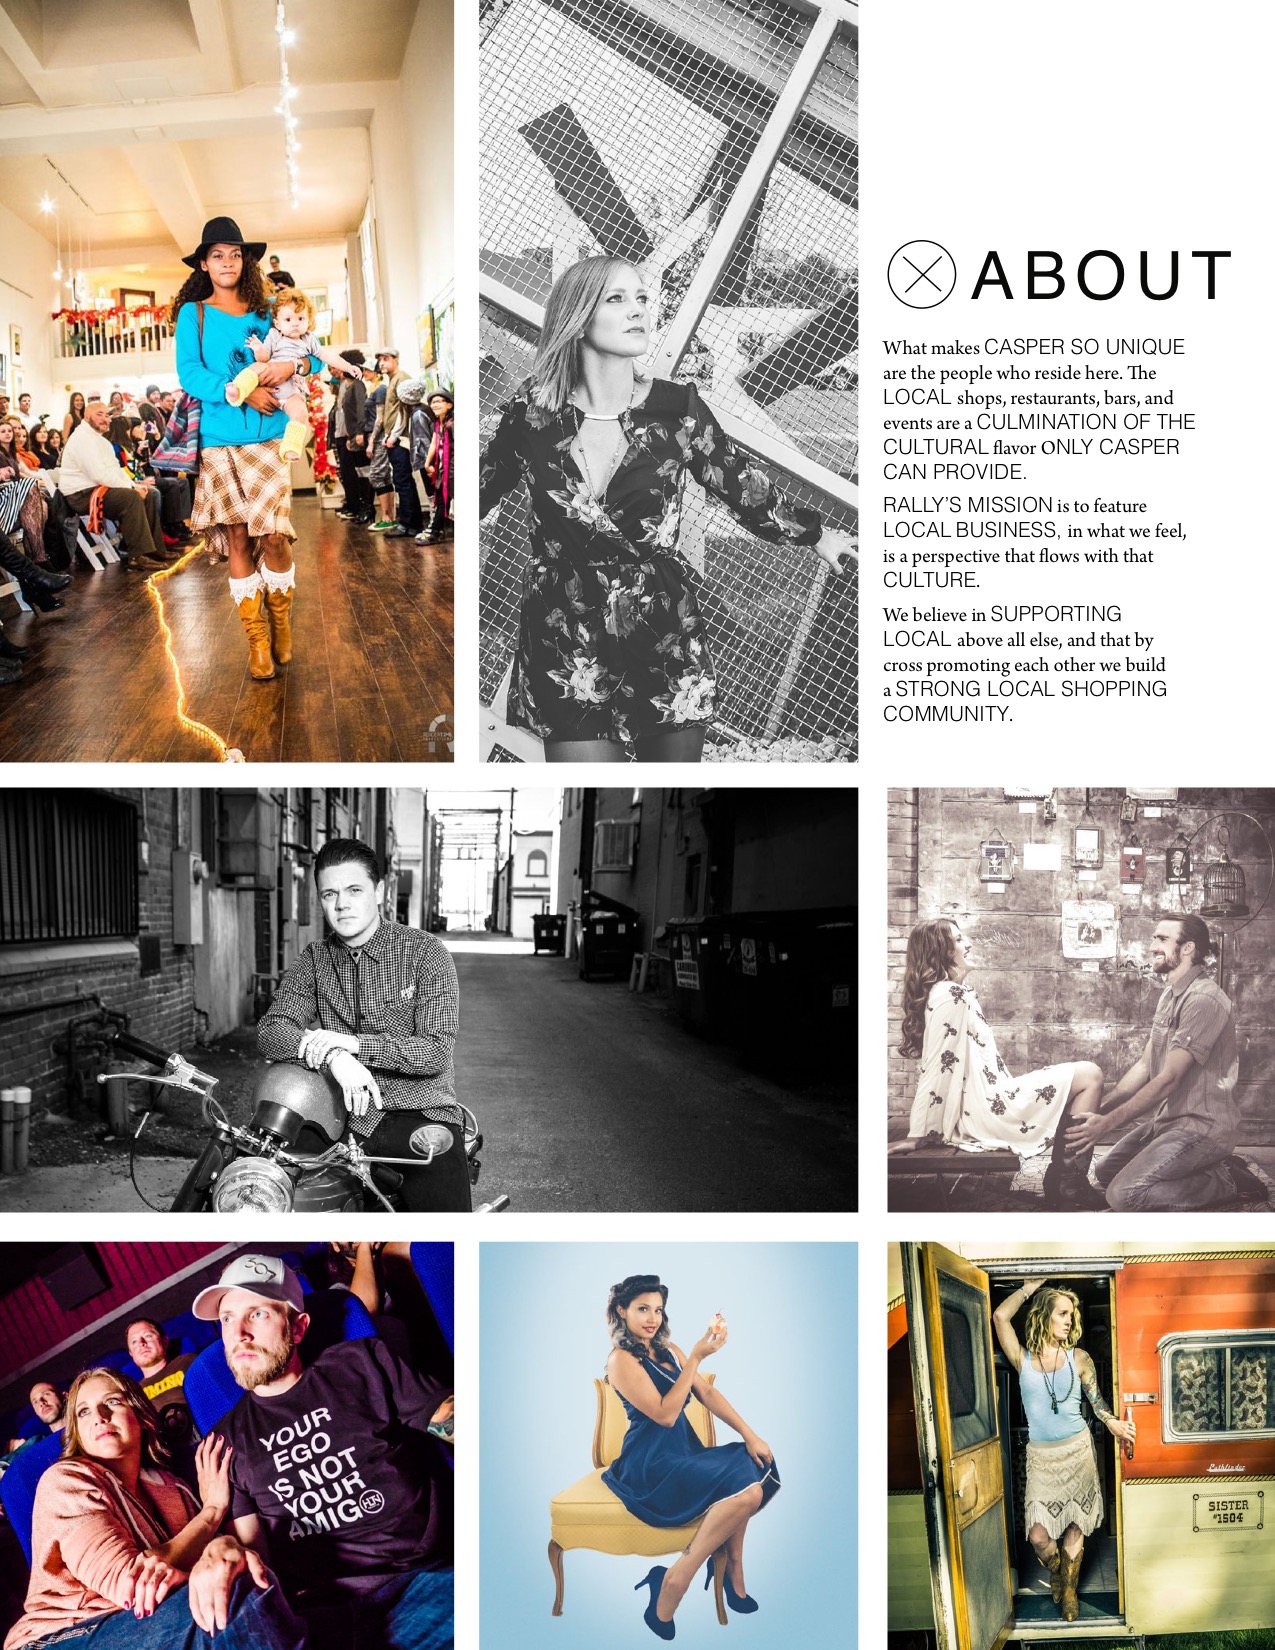 ABOUT
What makes CASPER SO UNIQUE
are the people who reside here. The
LOCAL shops, restaurants, bars, and
events are a CULMINATION OF THE
CULTURAL flavor ONLY CASPER
CAN PROVIDE.
RALLY'S MISSION is to feature
LOCAL BUSINESS, in what we feel,
is a perspective that flows with that
CULTURE.
We believe in SUPPORTING
LOCAL above all else, and that by
cross promoting each other we build
a STRONG LOCAL SHOPPING
COMMUNITY.
307
YOUR
EGO
IS NOT
YOUR
AMIGO
Pathfinder
SISTER
#1504